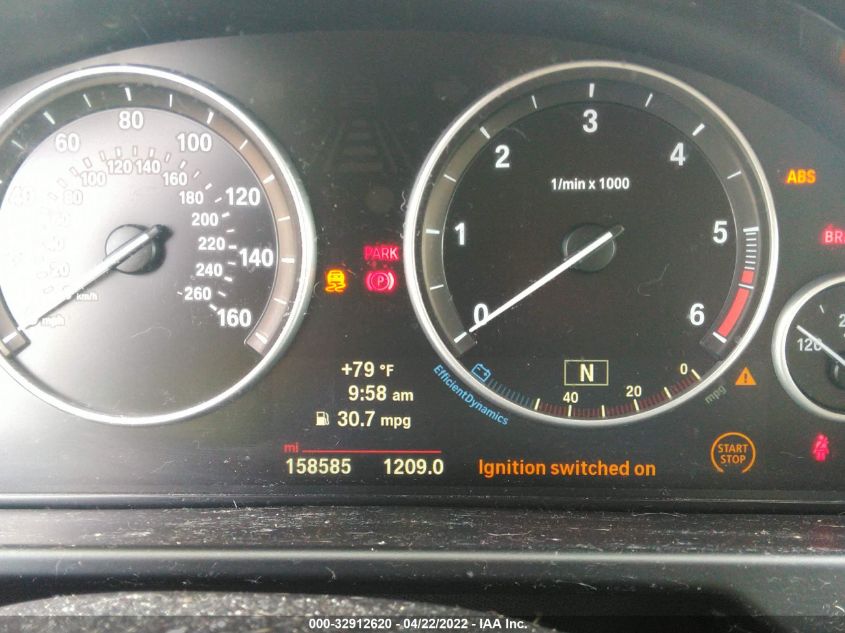 60 80 100 120 140 160
80 100 120 140 160 180 200 220 240 260
km/h
mph
PARK
P
0 1 2 3 4 5 6
1/min x 1000
ABS
N
EfficientDynamics
40 20 0
mpg
+79 °F
9:58 am
30.7 mpg
mi
158585 1209.0
Ignition switched on
START
STOP
120
000-32912620 - 04/22/2022 - IAA Inc.